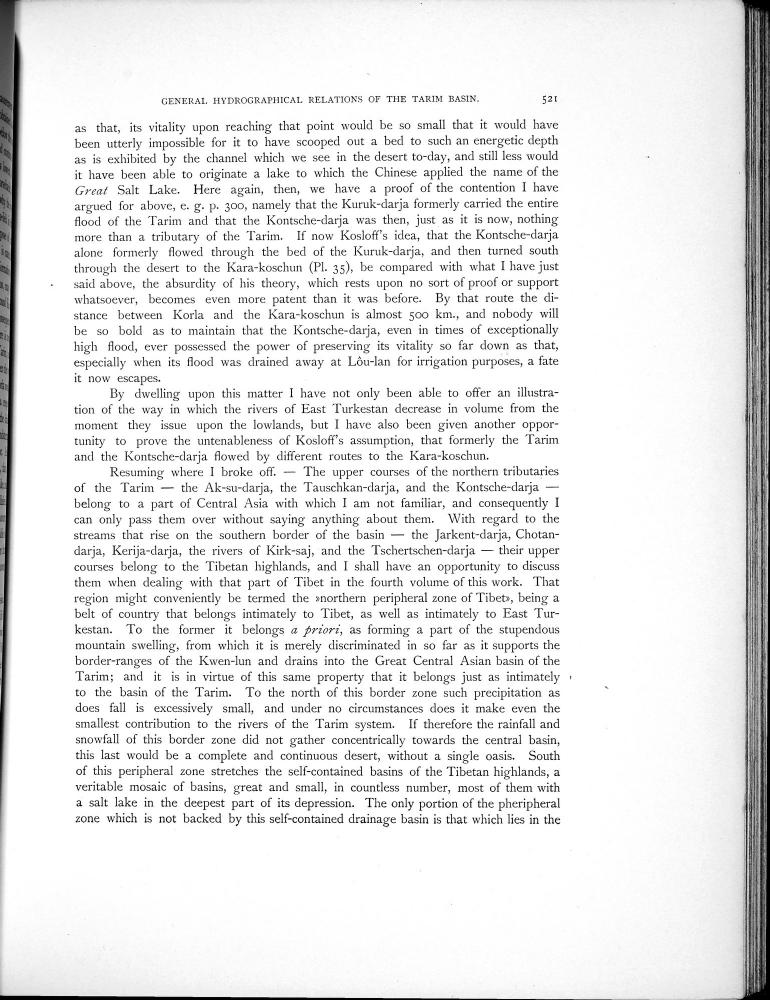 GENERAL HYDROGRAPHICAL RELATIONS OF THE TARIM BASIN. 521
as that, its vitality upon reaching that point would be so small that it would have
been utterly impossible for it to have scooped out a bed to such an energetic depth
as is exhibited by the channel which we see in the desert to-day, and still less would
it have been able to originate a lake to which the Chinese applied the name of the
Great Salt Lake. Here again, then, we have a proof of the contention I have
argued for above, e. g. p. 300, namely that the Kuruk-darja formerly carried the entire
flood of the Tarim and that the Kontsche-darja was then, just as it is now, nothing
more than a tributary of the Tarim. If now Kosloff's idea, that the Kontsche-darja
alone formerly flowed through the bed of the Kuruk-darja, and then turned south
through the desert to the Kara-koschun (Pl. 35), be compared with what I have just
said above, the absurdity of his theory, which rests upon no sort of proof or support
whatsoever, becomes even more patent than it was before. By that route the di-
stance between Korla and the Kara-koschun is almost 500 km., and nobody will
be so bold as to maintain that the Kontsche-darja, even in times of exceptionally
high flood, ever possessed the power of preserving its vitality so far down as that,
especially when its flood was drained away at Lôu-lan for irrigation purposes, a fate
it now escapes.
By dwelling upon this matter I have not only been able to offer an illustra-
tion of the way in which the rivers of East Turkestan decrease in volume from the
moment they issue upon the lowlands, but I have also been given another oppor-
tunity to prove the untenableness of Kosloff's assumption, that formerly the Tarim
and the Kontsche-darja flowed by different routes to the Kara-koschun.
Resuming where I broke off. — The upper courses of the northern tributaries
of the Tarim — the Ak-su-darja, the Tauschkan-darja, and the Kontsche-darja —
belong to a part of Central Asia with which I am not familiar, and consequently I
can only pass them over without saying anything about them. With regard to the
streams that rise on the southern border of the basin — the Jarkent-darja, Chotan-
darja, Kerija-darja, the rivers of Kirk-saj, and the Tschertschen-darja — their upper
courses belong to the Tibetan highlands, and I shall have an opportunity to discuss
them when dealing with that part of Tibet in the fourth volume of this work. That
region might conveniently be termed the »northern peripheral zone of Tibet», being a
belt of country that belongs intimately to Tibet, as well as intimately to East Tur-
kestan. To the former it belongs a priori, as forming a part of the stupendous
mountain swelling, from which it is merely discriminated in so far as it supports the
border-ranges of the Kwen-lun and drains into the Great Central Asian basin of the
Tarim; and it is in virtue of this same property that it belongs just as intimately
to the basin of the Tarim. To the north of this border zone such precipitation as
does fall is excessively small, and under no circumstances does it make even the
smallest contribution to the rivers of the Tarim system. If therefore the rainfall and
snowfall of this border zone did not gather concentrically towards the central basin,
this last would be a complete and continuous desert, without a single oasis. South
of this peripheral zone stretches the self-contained basins of the Tibetan highlands, a
veritable mosaic of basins, great and small, in countless number, most of them with
a salt lake in the deepest part of its depression. The only portion of the pheripheral
zone which is not backed by this self-contained drainage basin is that which lies in the